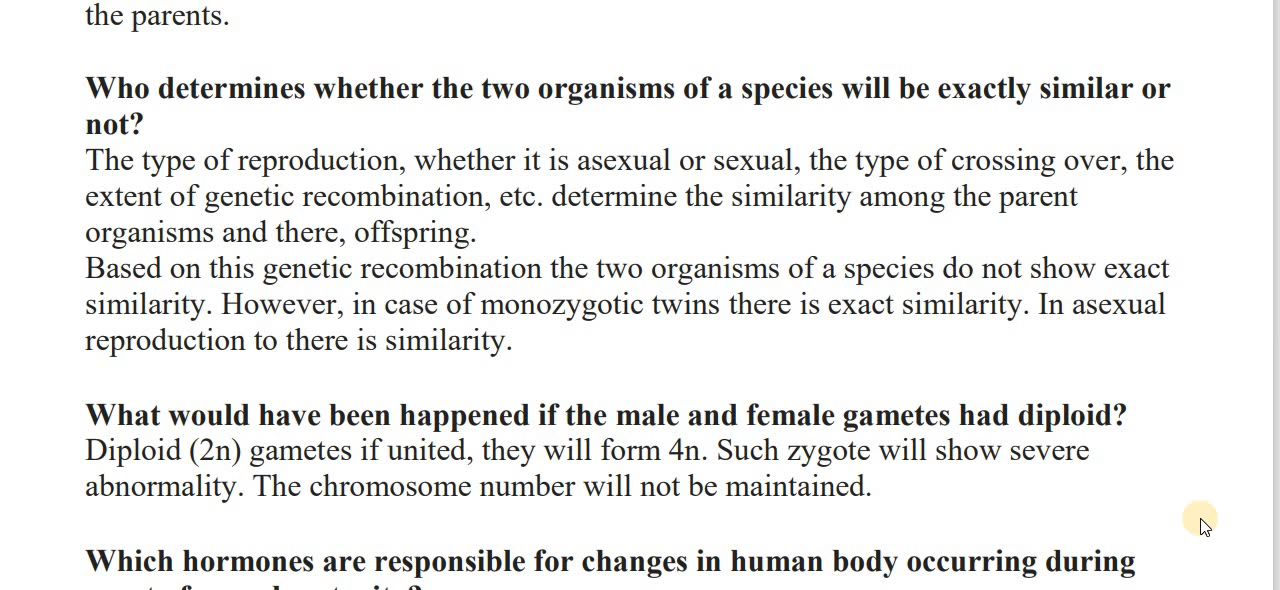 the parents.
Who determines whether the two organisms of a species will be exactly similar or
not?
The type of reproduction, whether it is asexual or sexual, the type of crossing over, the
extent of genetic recombination, etc. determine the similarity among the parent
organisms and there, offspring.
Based on this genetic recombination the two organisms of a species do not show exact
similarity. However, in case of monozygotic twins there is exact similarity. In asexual
reproduction to there is similarity.
What would have been happened if the male and female gametes had diploid?
Diploid (2n) gametes if united, they will form 4n. Such zygote will show severe
abnormality. The chromosome number will not be maintained.
Which hormones are responsible for changes in human body occurring during